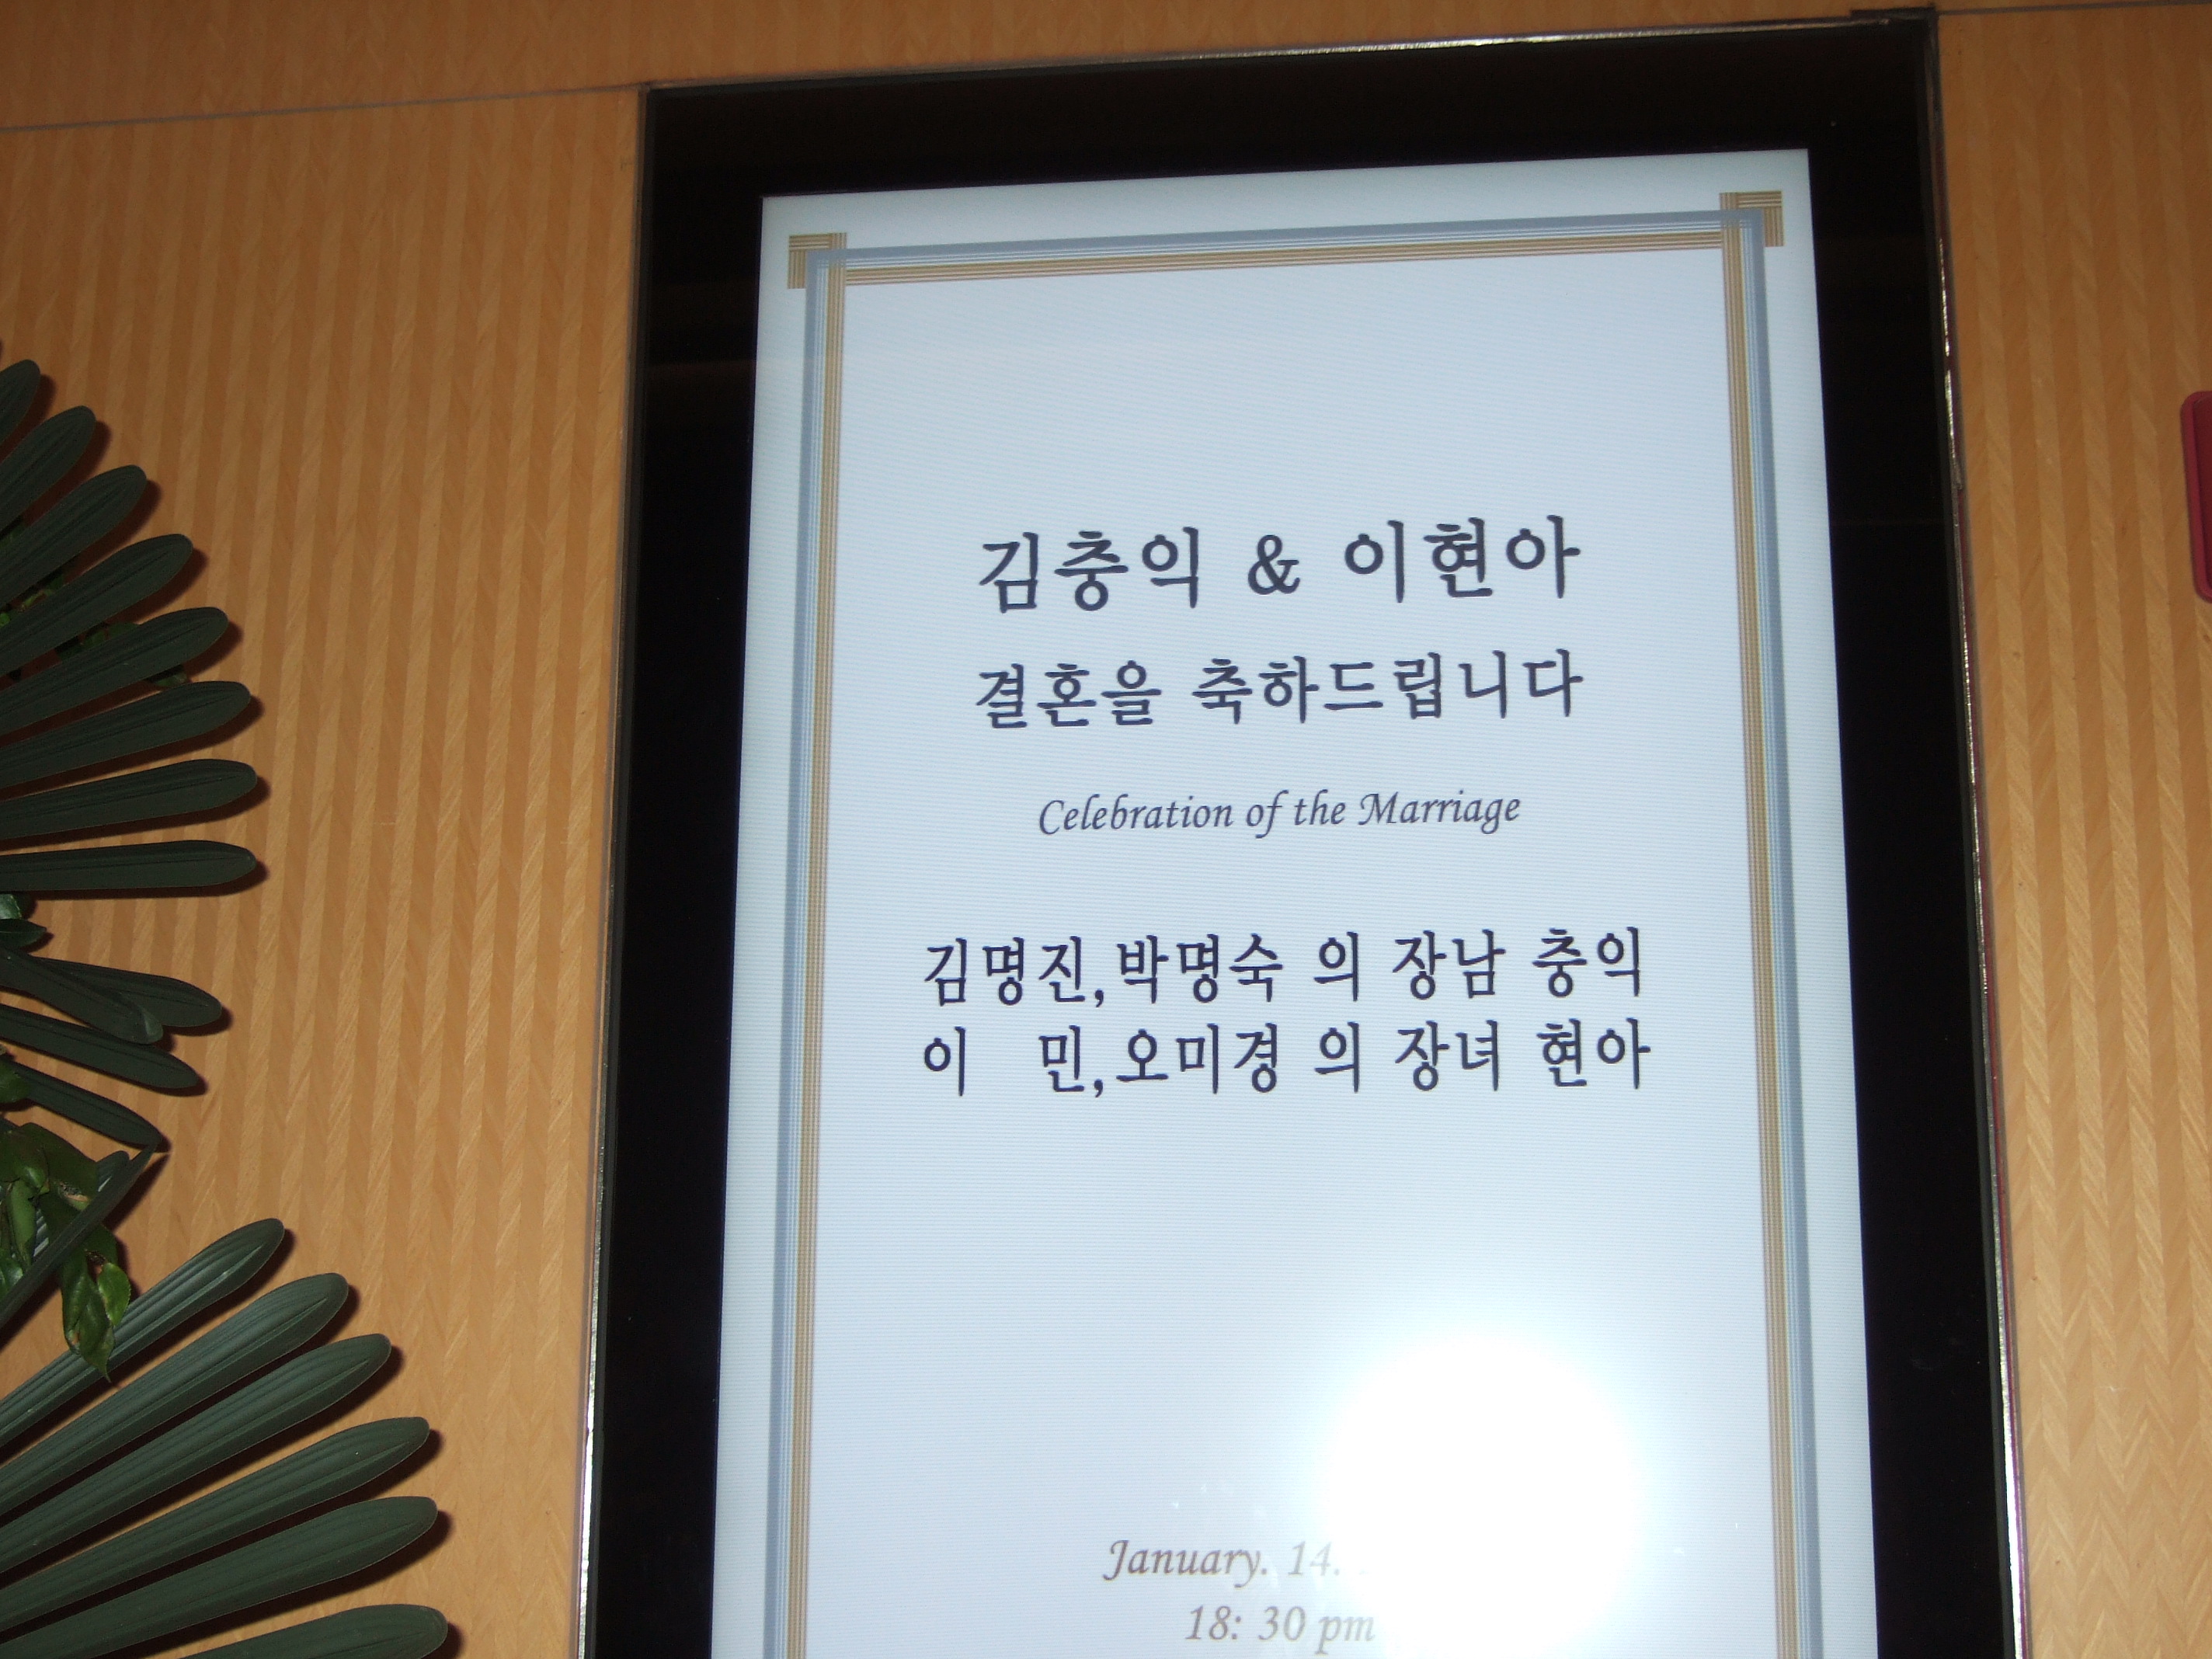 김충익 & 이현아
결혼을 축하드립니다
Celebration of the Marriage
김명진,박명숙 의 장남 충익
이 민,오미경 의 장녀 현아
January. 14.
18: 30 pm